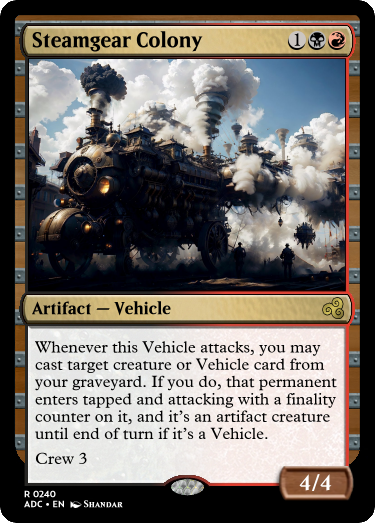 Steamgear Colony 1
Artifact — Vehicle
Whenever this Vehicle attacks, you may
cast target creature or Vehicle card from
your graveyard. If you do, that permanent
enters tapped and attacking with a finality
counter on it, and it's an artifact creature
until end of turn if it's a Vehicle.
Crew 3
4/4
R 0240
ADC • EN Shandar